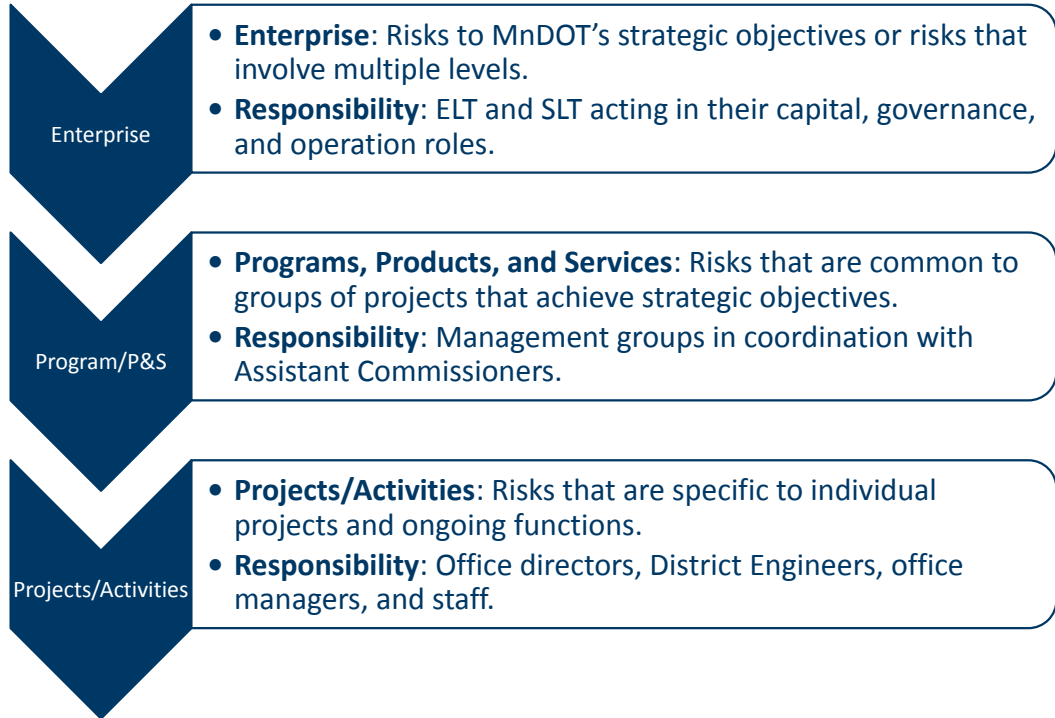 Enterprise
• Enterprise: Risks to MnDOT’s strategic objectives or risks that
involve multiple levels.
• Responsibility: ELT and SLT acting in their capital, governance,
and operation roles.
Program/P&S
• Programs, Products, and Services: Risks that are common to
groups of projects that achieve strategic objectives.
• Responsibility: Management groups in coordination with
Assistant Commissioners.
Projects/Activities
• Projects/Activities: Risks that are specific to individual
projects and ongoing functions.
• Responsibility: Office directors, District Engineers, office
managers, and staff.